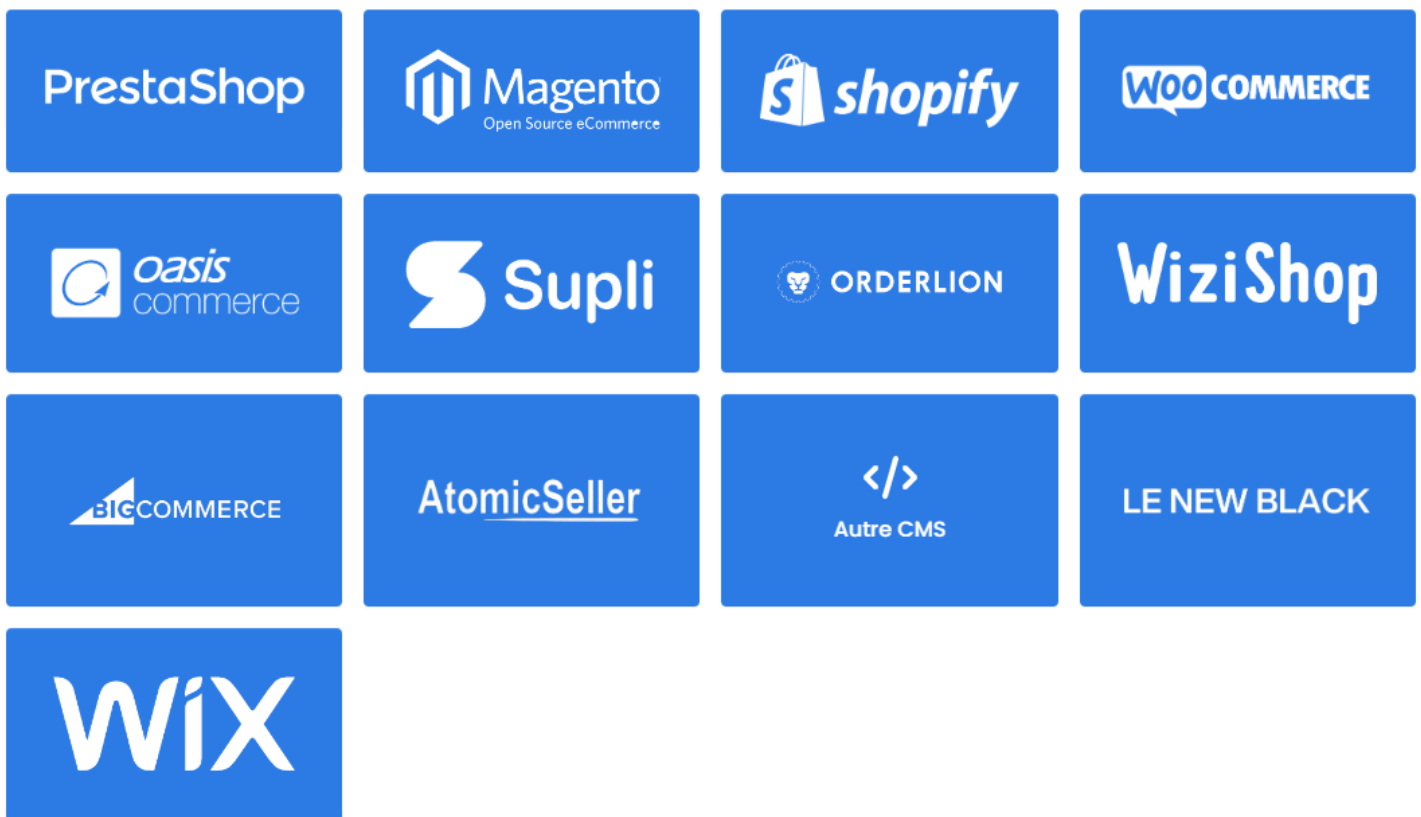 PrestaShop
Magento
Open Source eCommerce
S shopify
WOO COMMERCE
oasis
commerce
Supli
ORDERLION
WiziShop
BIGCOMMERCE
AtomicSeller
</>
Autre CMS
LE NEW BLACK
WiX